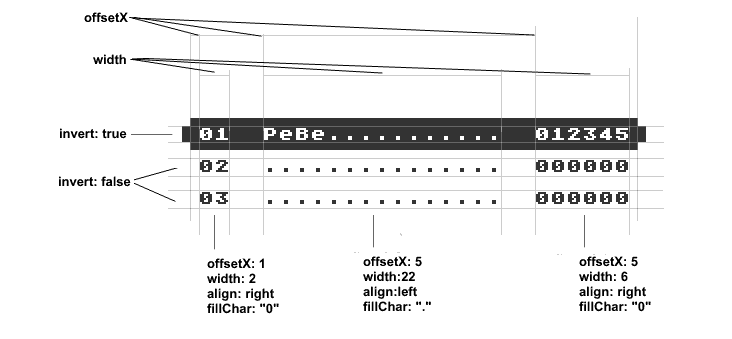 offsetX
width
invert: true
01 PeBe........... 012345
invert: false
02 ............... 000000
03 ............... 000000
offsetX: 1
width: 2
align: right
fillChar: "0"
offsetX: 5
width:22
align:left
fillChar: "."
offsetX: 5
width: 6
align: right
fillChar: "0"